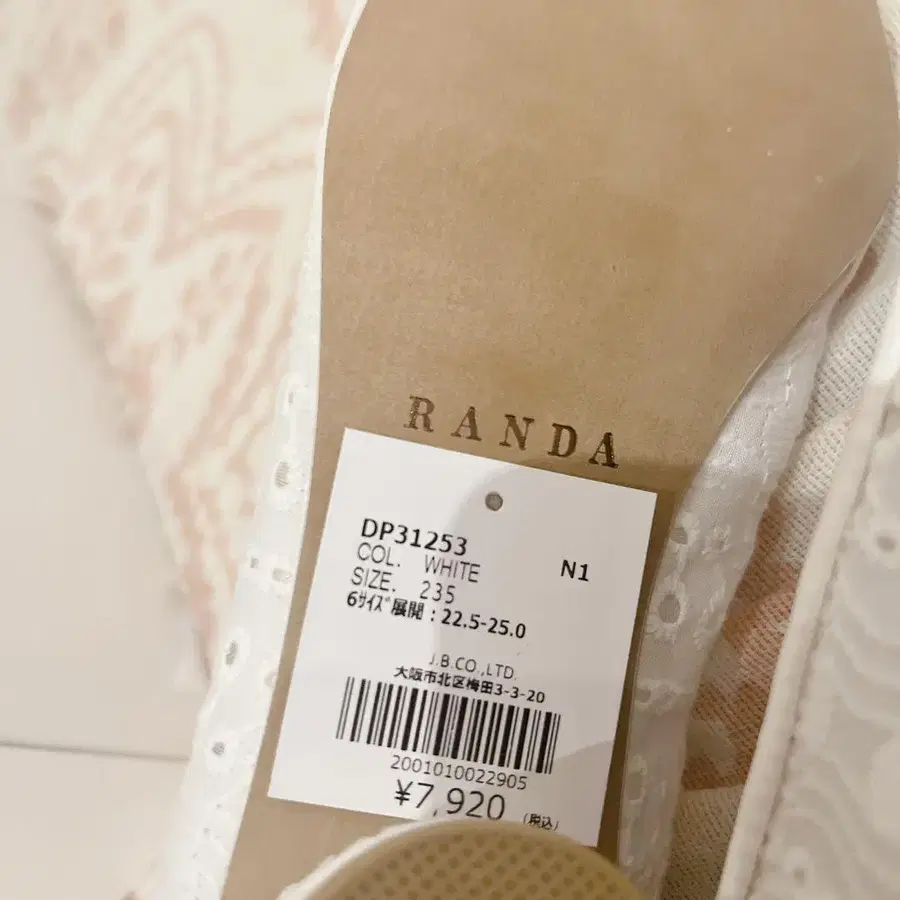 RANDA
DP31253
COL. WHITE
N1
SIZE. 235
6サイズ展開：22.5-25.0
J.B.CO.,LTD.
大阪市北区梅田3-3-20
2001010022905
¥7,920 (税込)